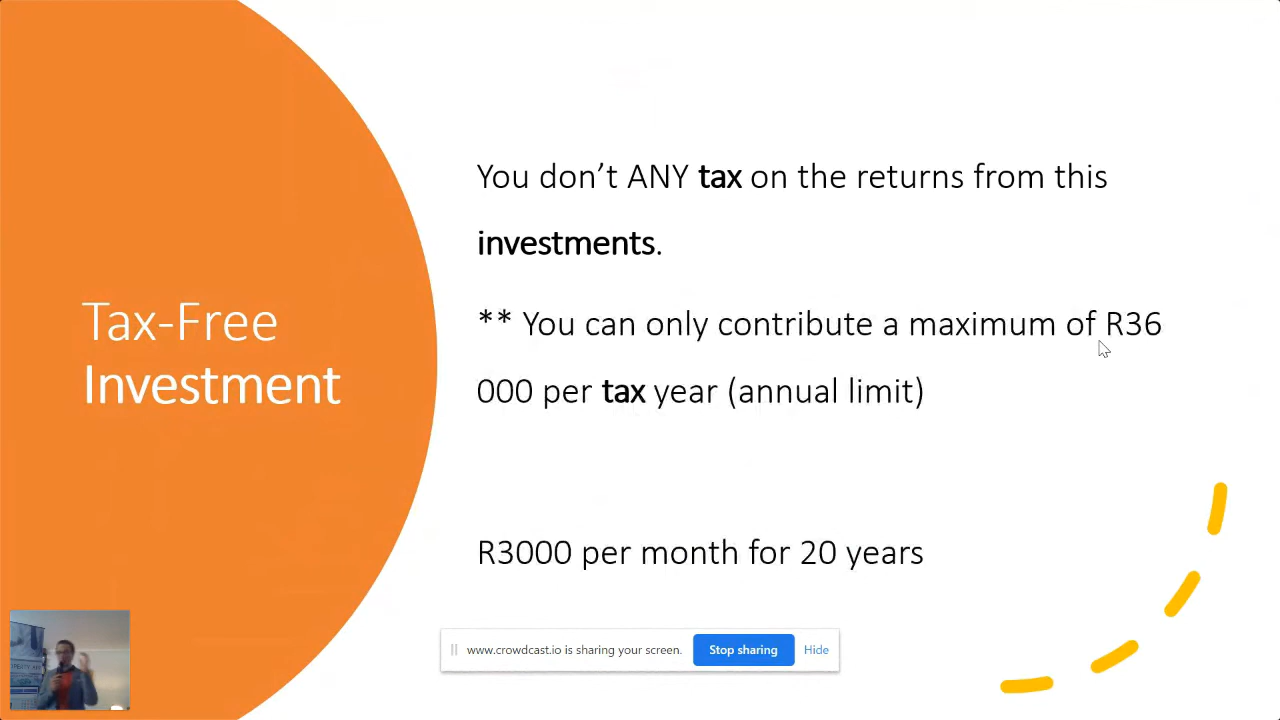 Tax-Free
Investment
You don’t ANY tax on the returns from this
investments.
** You can only contribute a maximum of R36
000 per tax year (annual limit)
R3000 per month for 20 years
www.crowdcast.io is sharing your screen. Stop sharing Hide